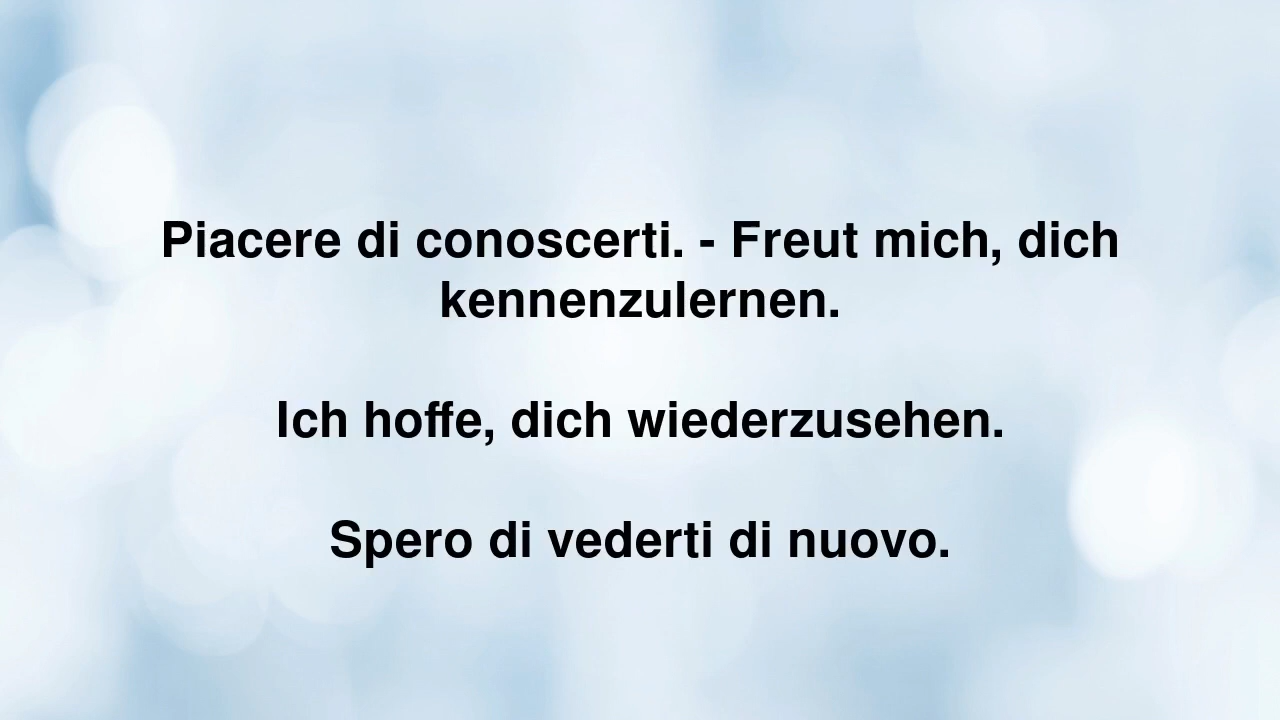 Piacere di conoscerti. - Freut mich, dich
kennenzulernen.
Ich hoffe, dich wiederzusehen.
Spero di vederti di nuovo.